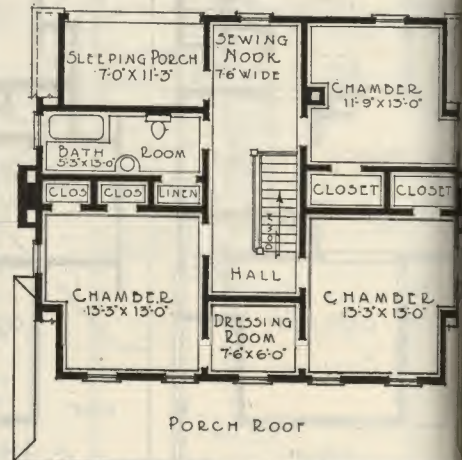 SLEEPING PORCH
7'-0" X 11'-3"
SEWING
NOOK
7'-6" WIDE
CHAMBER
11'-9" X 13'-0"
BATH ROOM
5'-3" X 13'-0"
CLOS
CLOS
LINEN
CLOSET
CLOSET
DOWN
HALL
CHAMBER
13'-3" X 13'-0"
CHAMBER
13'-3" X 13'-0"
DRESSING
ROOM
7'-6" X 6'-0"
PORCH ROOF